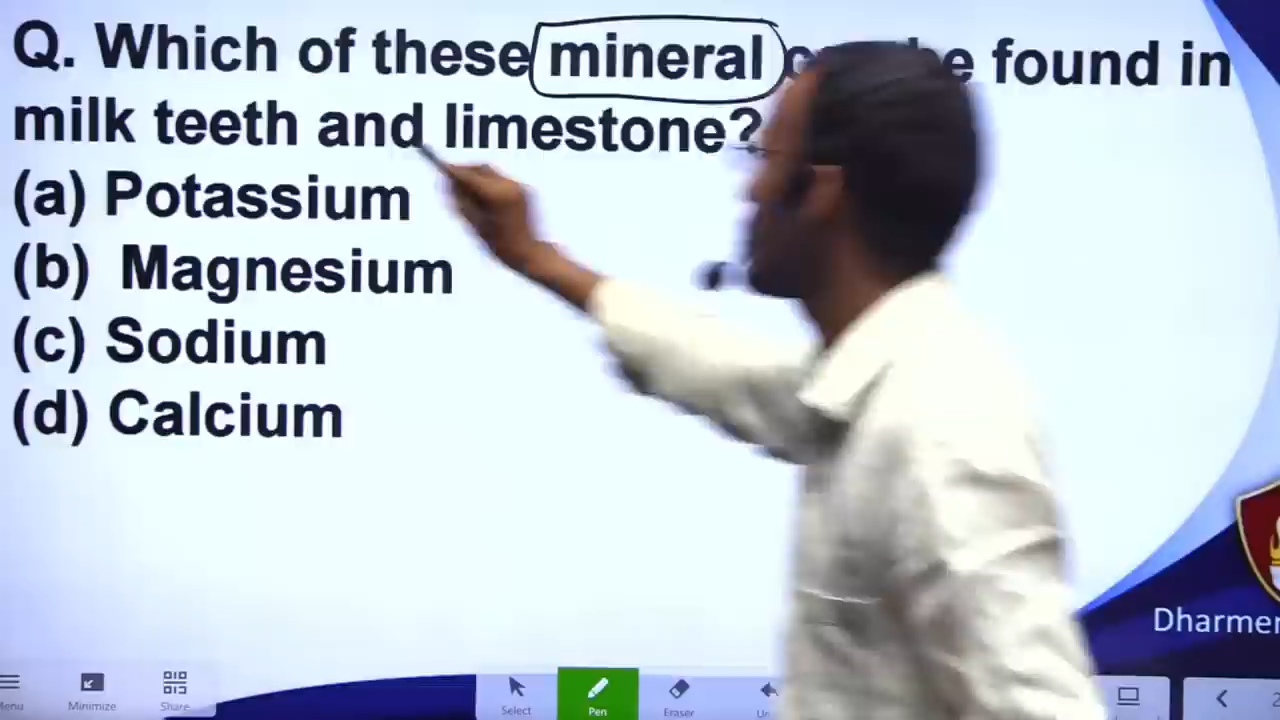 Q. Which of these mineral found in
milk teeth and limestone?
(a) Potassium
(b) Magnesium
(c) Sodium
(d) Calcium
Minimize
Share
Select
Pen
Eraser